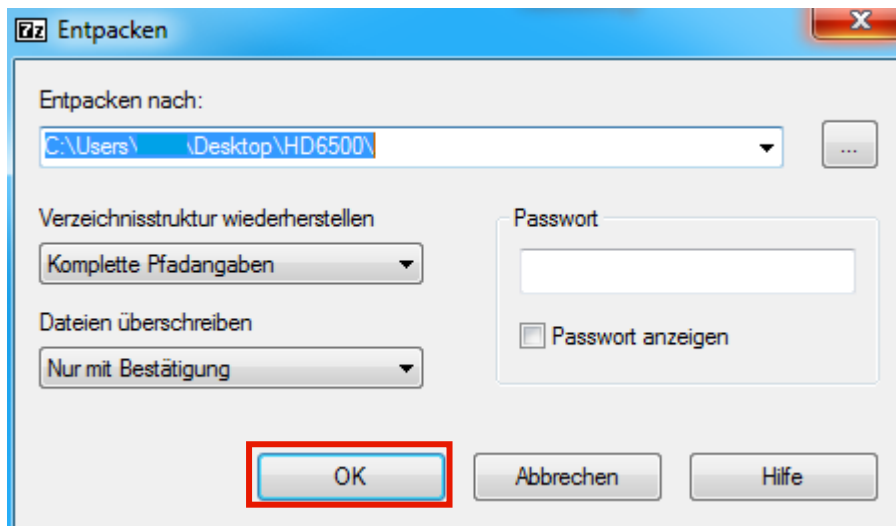 7z Entpacken
Entpacken nach:
C:\Users\ \Desktop\HD6500\
...
Verzeichnisstruktur wiederherstellen
Komplette Pfadangaben
Dateien überschreiben
Nur mit Bestätigung
Passwort
Passwort anzeigen
OK
Abbrechen
Hilfe